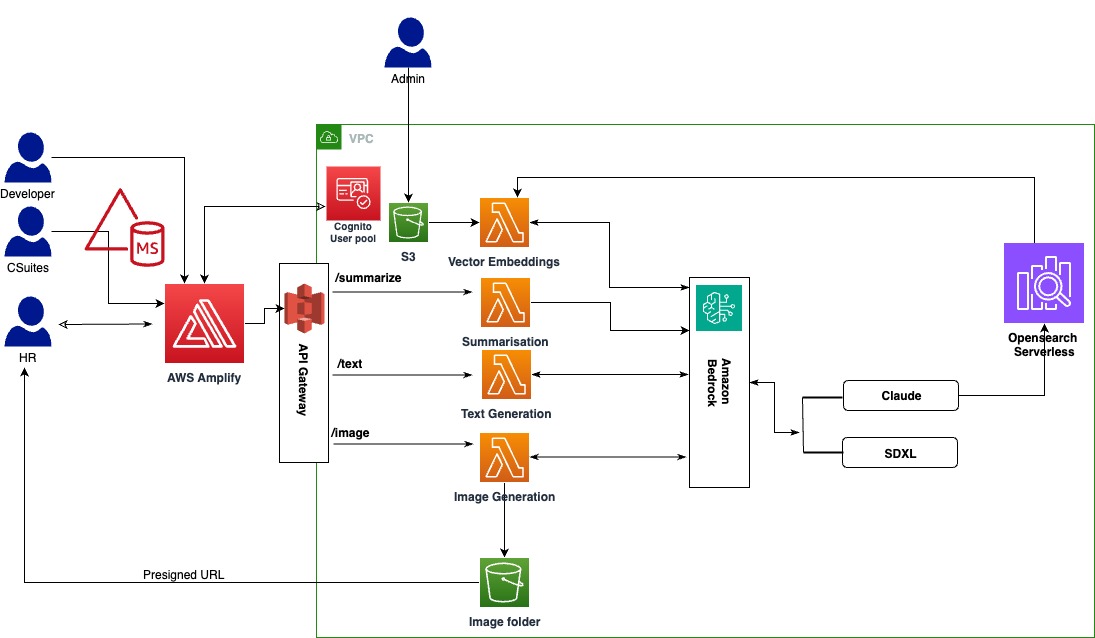 Admin
VPC
Developer
CSuites
MS
HR
AWS Amplify
Cognito
User pool
S3
Vector Embeddings
/summarize
Summarisation
API Gateway
/text
Text Generation
/image
Image Generation
Amazon
Bedrock
Opensearch
Serverless
Claude
SDXL
Presigned URL
Image folder